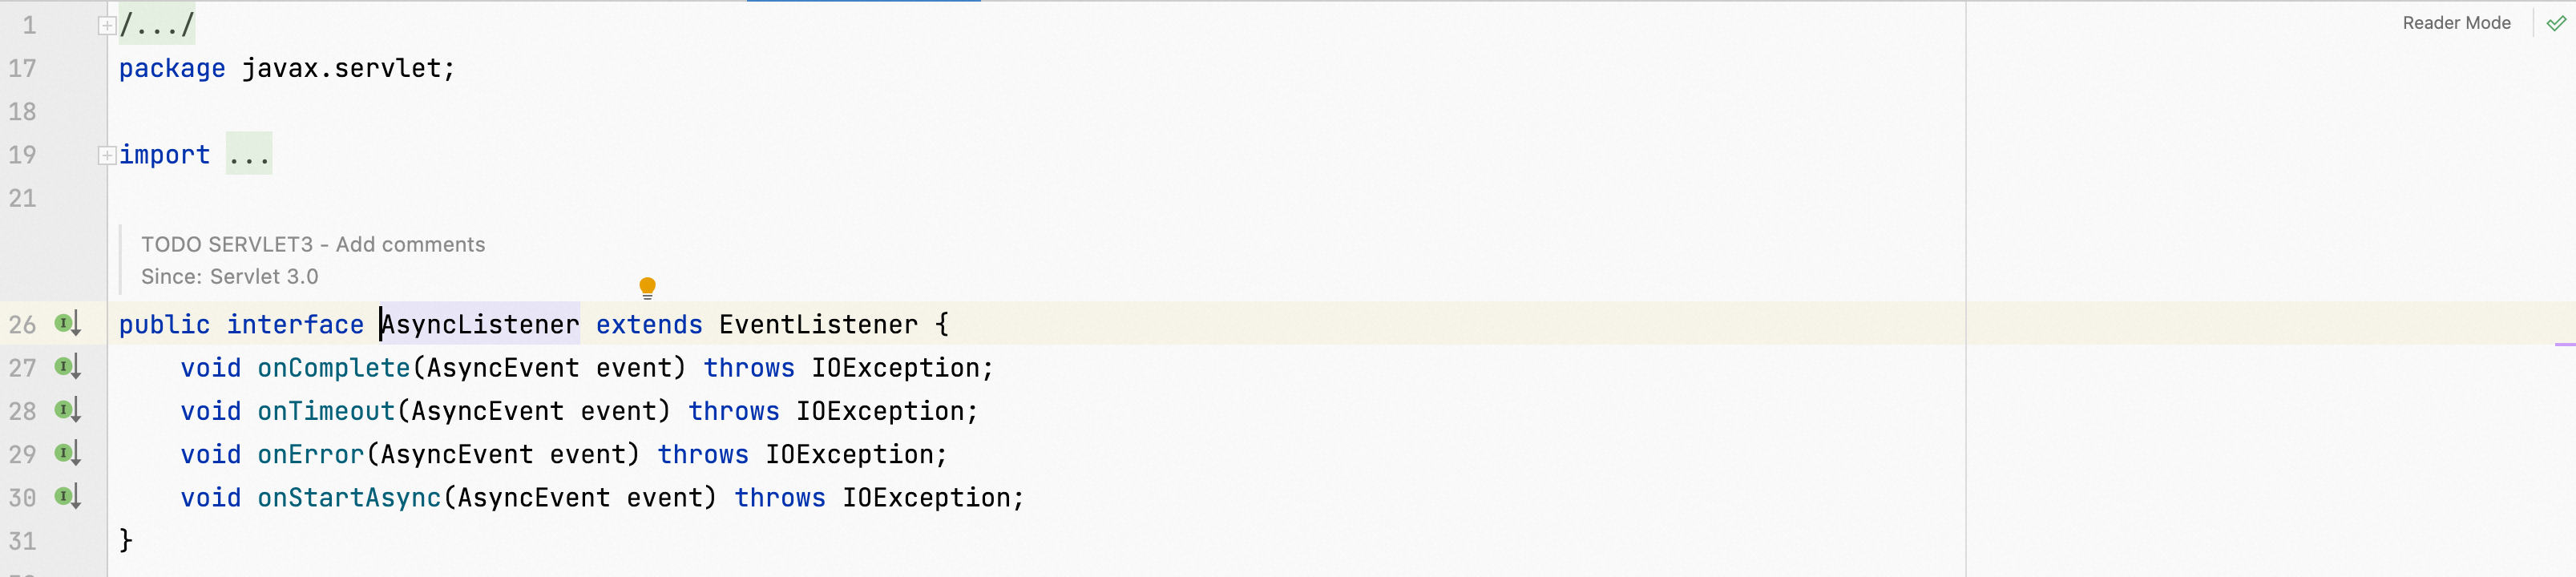 1 /.../ Reader Mode
17 package javax.servlet;
18
19 import ...
21
TODO SERVLET3 - Add comments
Since: Servlet 3.0
26 public interface AsyncListener extends EventListener {
27 void onComplete(AsyncEvent event) throws IOException;
28 void onTimeout(AsyncEvent event) throws IOException;
29 void onError(AsyncEvent event) throws IOException;
30 void onStartAsync(AsyncEvent event) throws IOException;
31 }